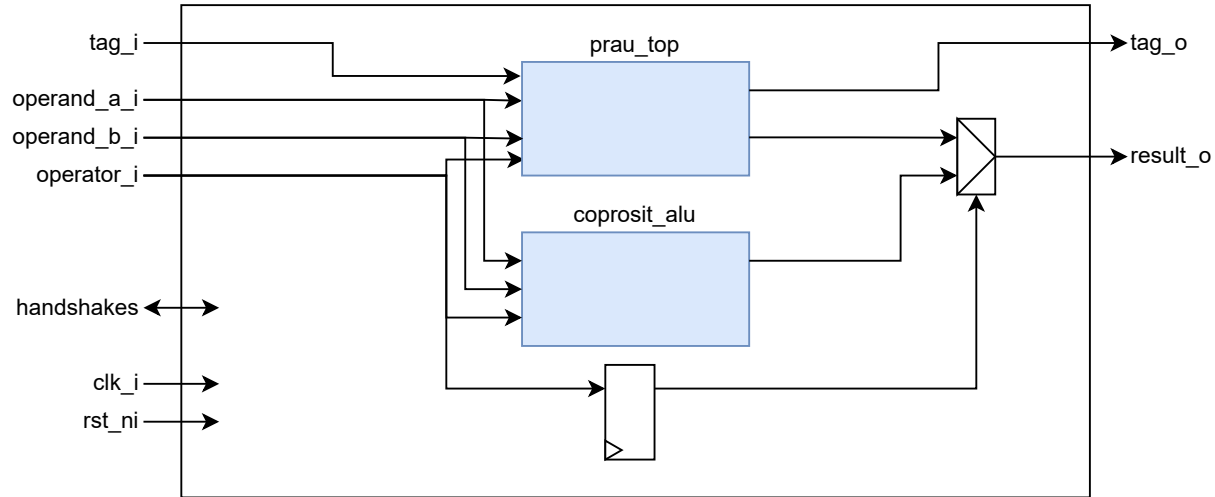 tag_i
prau_top
tag_o
operand_a_i
operand_b_i
result_o
operator_i
coprosit_alu
handshakes
clk_i
rst_ni